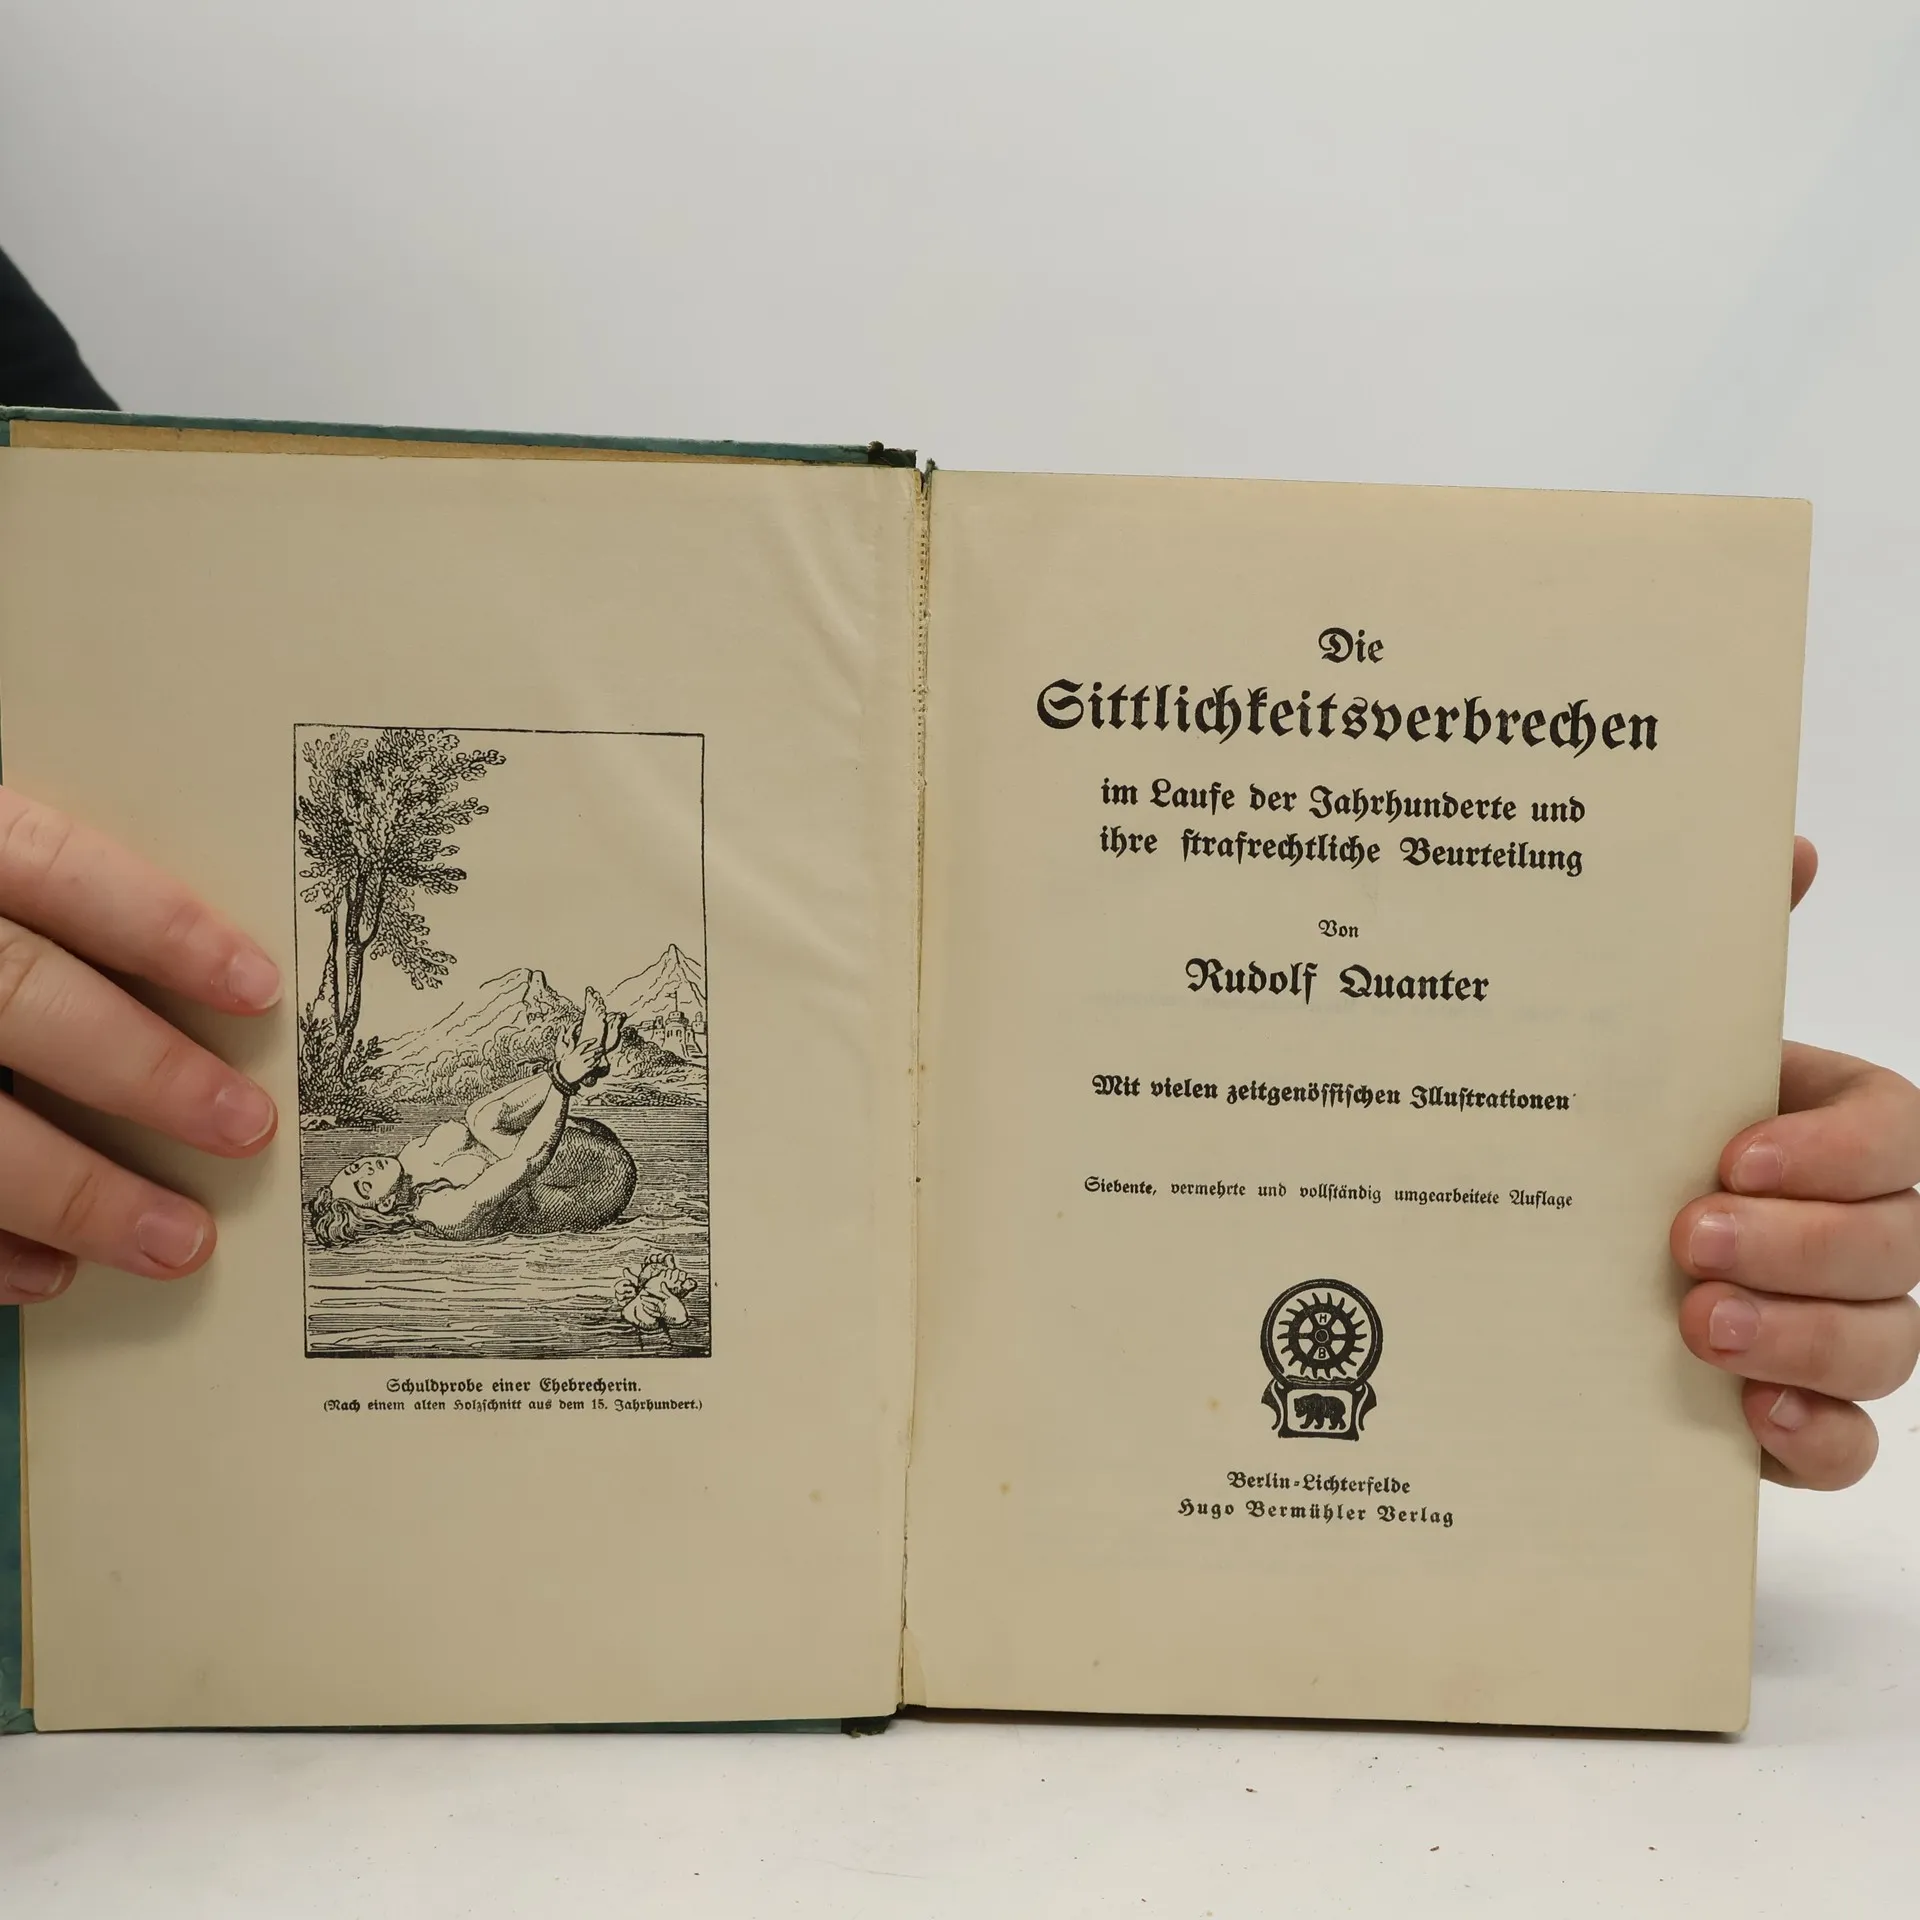 Schuldprobe einer Ehebrecherin.
(Nach einem alten Holzschnitt aus dem 15. Jahrhundert.)
Die
Sittlichkeitsverbrechen
im Laufe der Jahrhunderte und
ihre strafrechtliche Beurteilung
Von
Rudolf Quanter
Mit vielen zeitgenössischen Illustrationen
Siebente, vermehrte und vollständig umgearbeitete Auflage
H
B
Berlin-Lichterfelde
Hugo Bermühler Verlag